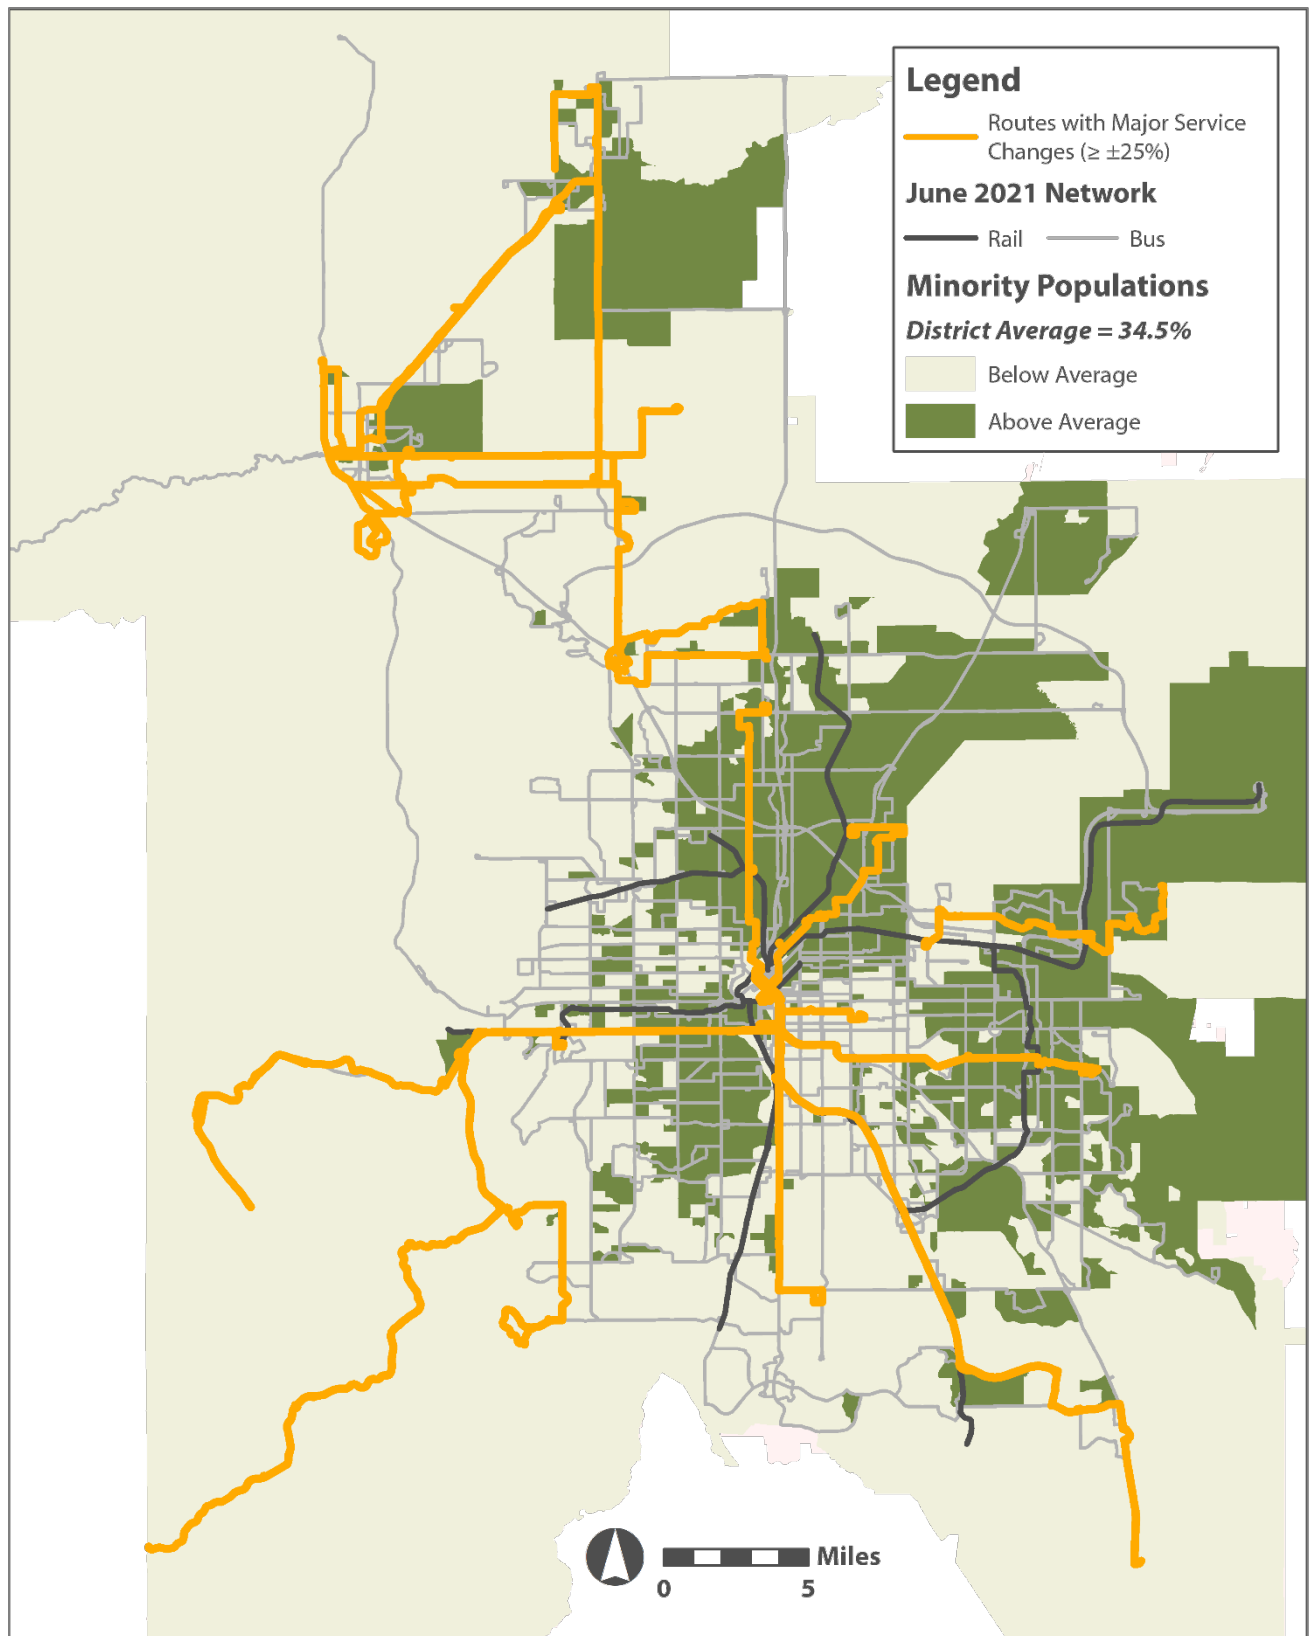 Legend
Routes with Major Service
Changes (≥ ±25%)
June 2021 Network
Rail
Bus
Minority Populations
District Average = 34.5%
Below Average
Above Average
Miles
0
5